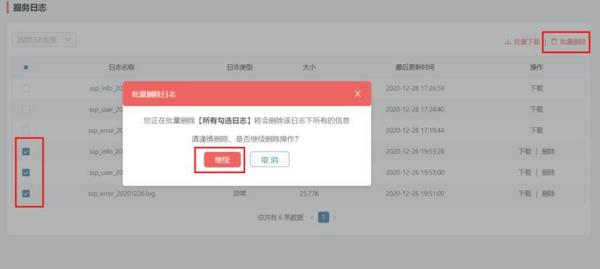 服务日志
选择日志类型
批量下载 | 批量删除
日志名称 日志类型 大小 最后更新时间 操作
ssp_info_20 2020-12-28 17:26:59 下载
ssp_user_20 2020-12-28 17:24:40 下载
ssp_error_20 2020-12-28 17:19:44 下载
ssp_info_20 2020-12-26 19:53:28 下载 | 删除
ssp_user_20 2020-12-26 19:53:00 下载 | 删除
ssp_error_20201226.log 异常 25.77K 2020-12-26 19:51:09 下载 | 删除
批量删除日志 X
您正在批量删除【所有勾选日志】将会删除该日志下所有的信息
请谨慎删除、是否继续删除操作?
继续 取消
总共有 6 条数据 < 1 >